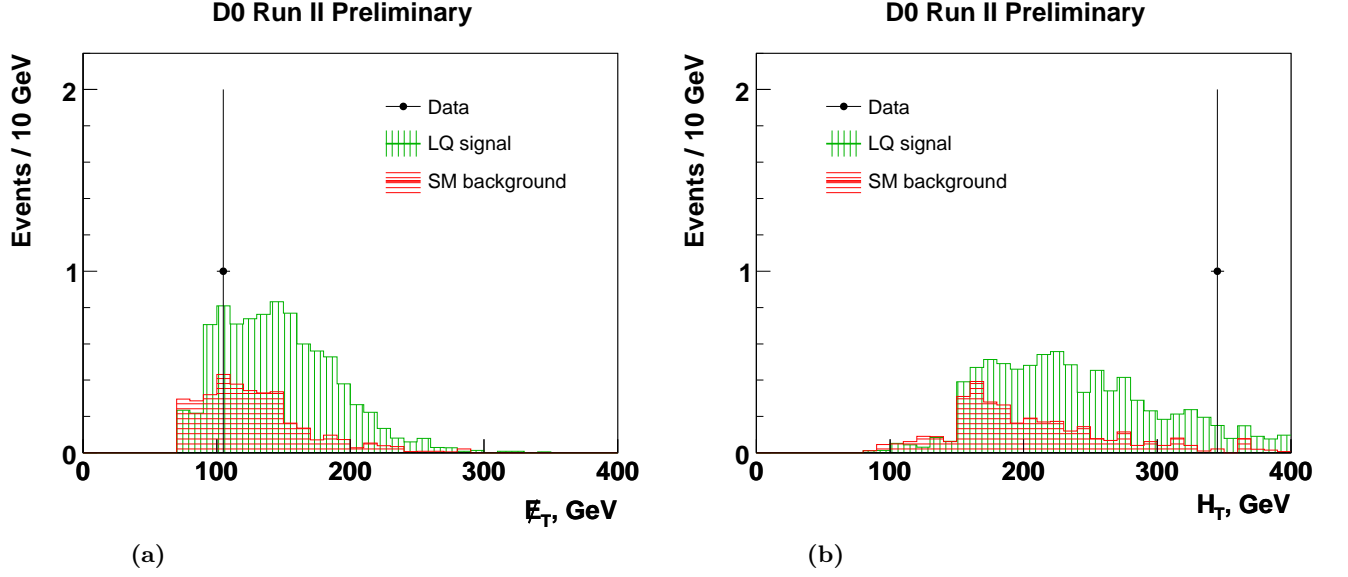 D0 Run II Preliminary
Events / 10 GeV
2
1
0
Data
LQ signal
SM background
0 100 200 300 400
E̸_T, GeV
(a)
D0 Run II Preliminary
Events / 10 GeV
2
1
0
Data
LQ signal
SM background
0 100 200 300 400
H_T, GeV
(b)